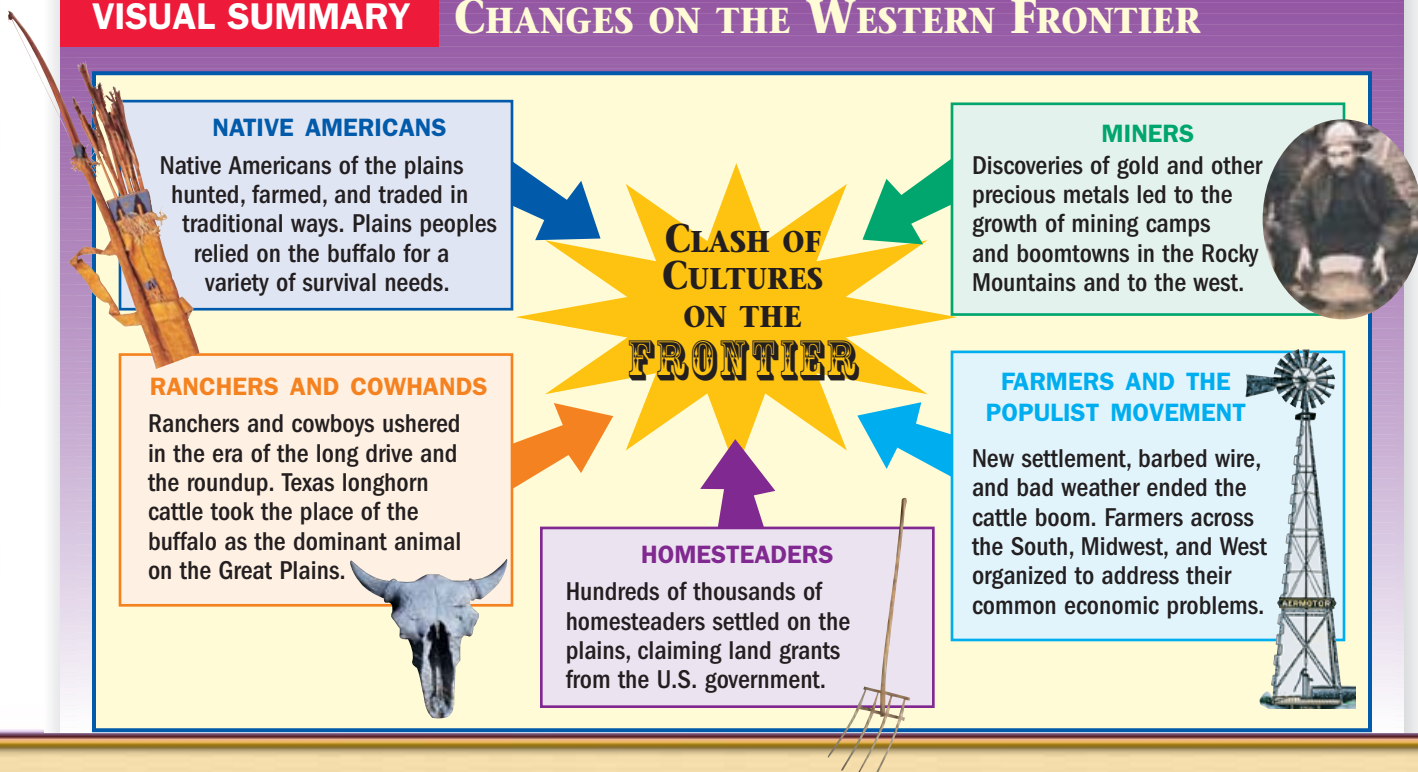 VISUAL SUMMARY
CHANGES ON THE WESTERN FRONTIER
NATIVE AMERICANS
Native Americans of the plains
hunted, farmed, and traded in
traditional ways. Plains peoples
relied on the buffalo for a
variety of survival needs.
RANCHERS AND COWHANDS
Ranchers and cowboys ushered
in the era of the long drive and
the roundup. Texas longhorn
cattle took the place of the
buffalo as the dominant animal
on the Great Plains.
CLASH OF
CULTURES
ON THE
FRONTIER
HOMESTEADERS
Hundreds of thousands of
homesteaders settled on the
plains, claiming land grants
from the U.S. government.
MINERS
Discoveries of gold and other
precious metals led to the
growth of mining camps
and boomtowns in the Rocky
Mountains and to the west.
FARMERS AND THE
POPULIST MOVEMENT
New settlement, barbed wire,
and bad weather ended the
cattle boom. Farmers across
the South, Midwest, and West
organized to address their
common economic problems.
AERMOTOR